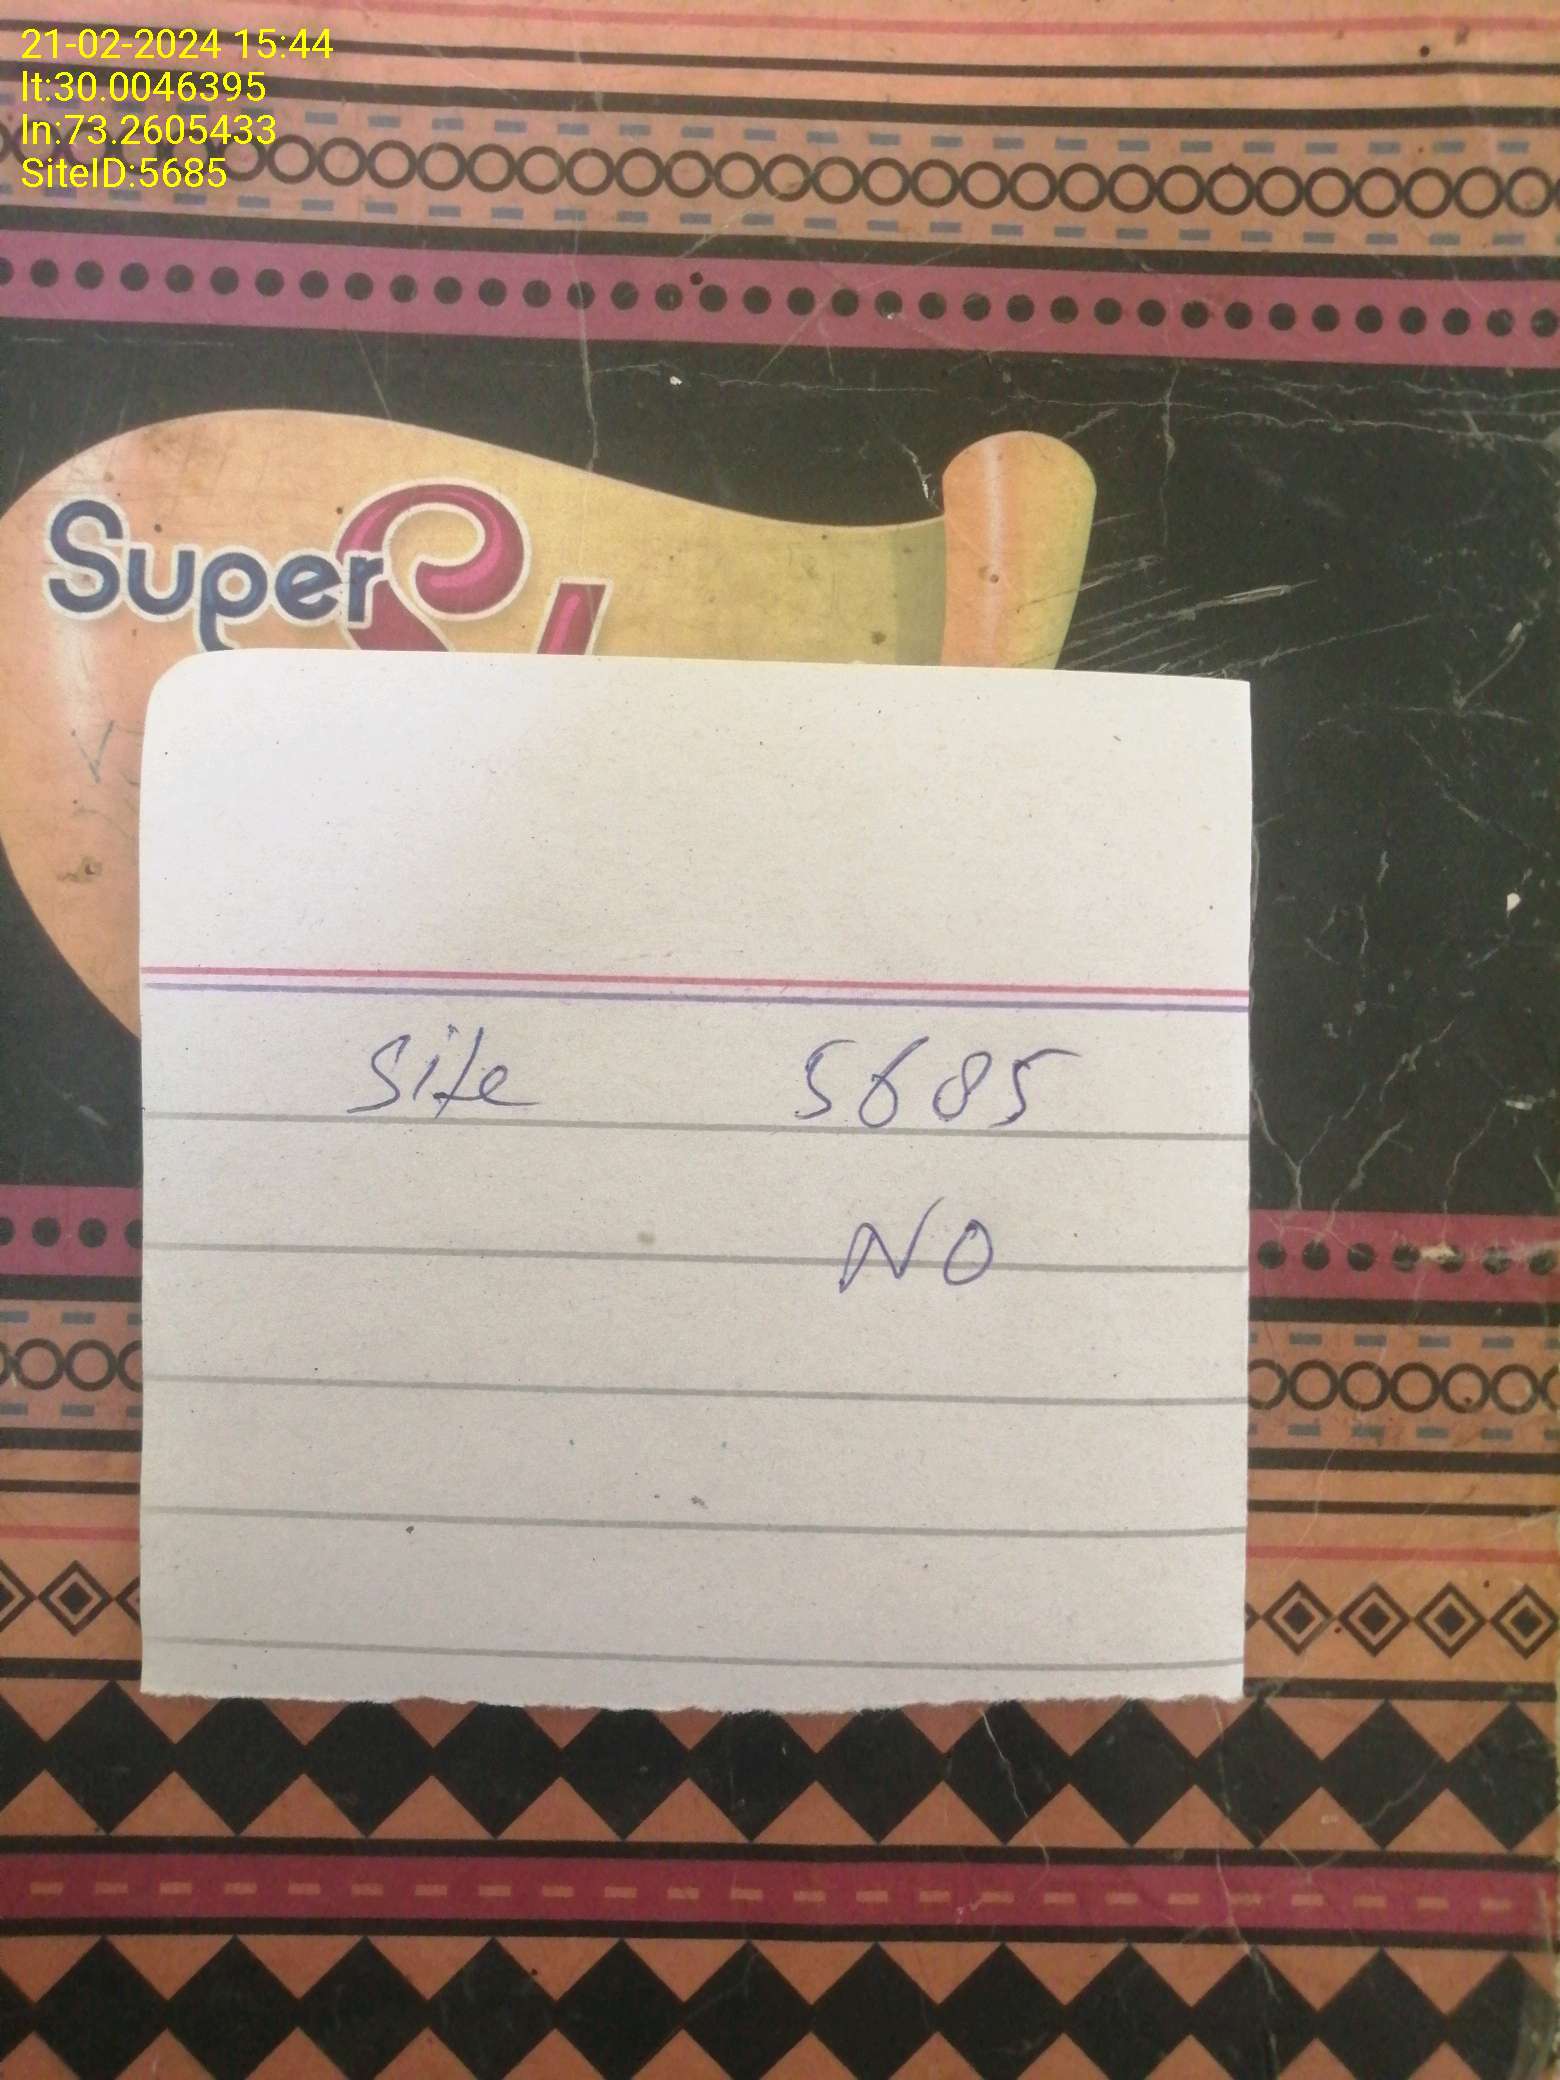 21-02-2024 15:44
lt:30.0046395
ln:73.2605433
SiteID:5685
Super
Site 5685
NO